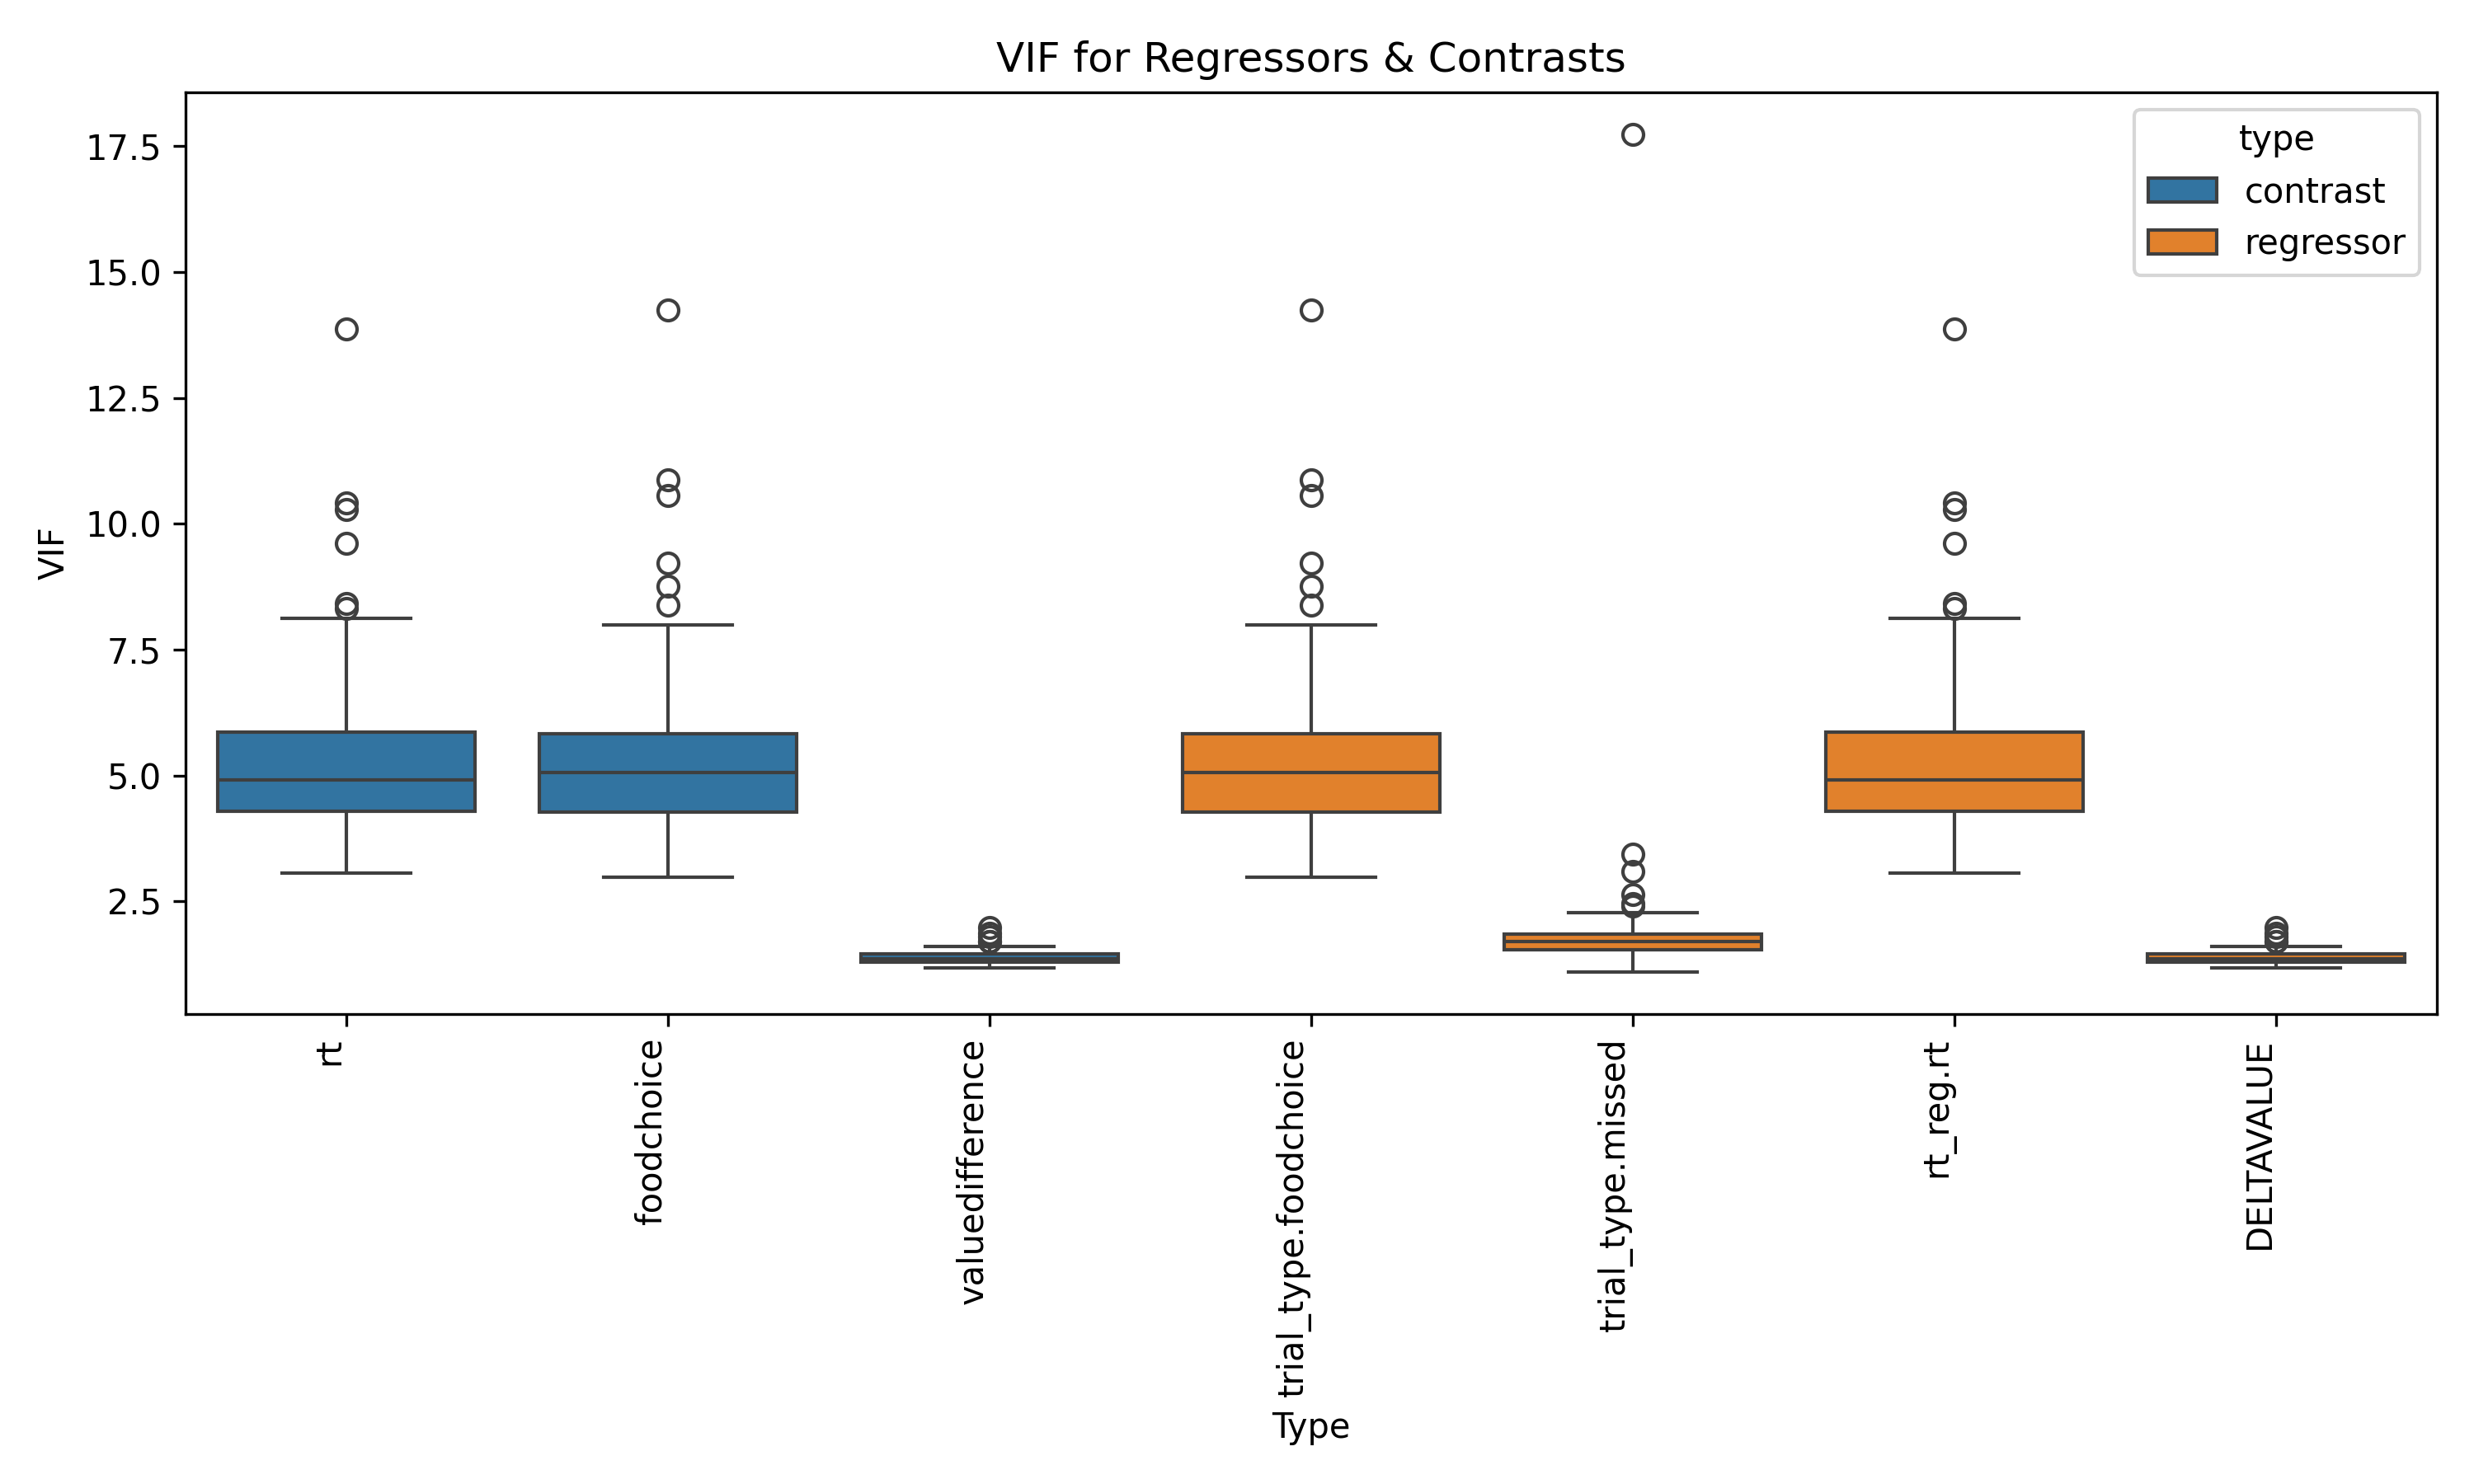 VIF for Regressors & Contrasts
type
contrast
regressor
VIF
17.5
15.0
12.5
10.0
7.5
5.0
2.5
rt
foodchoice
valuedifference
trial_type.foodchoice
trial_type.missed
rt_reg.rt
DELTAVALUE
Type